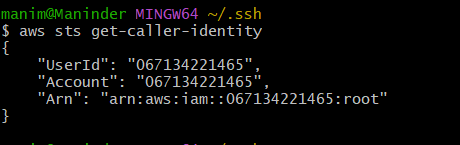 manim@Maninder MINGW64 ~/.ssh
$ aws sts get-caller-identity
{
    "UserId": "067134221465",
    "Account": "067134221465",
    "Arn": "arn:aws:iam::067134221465:root"
}